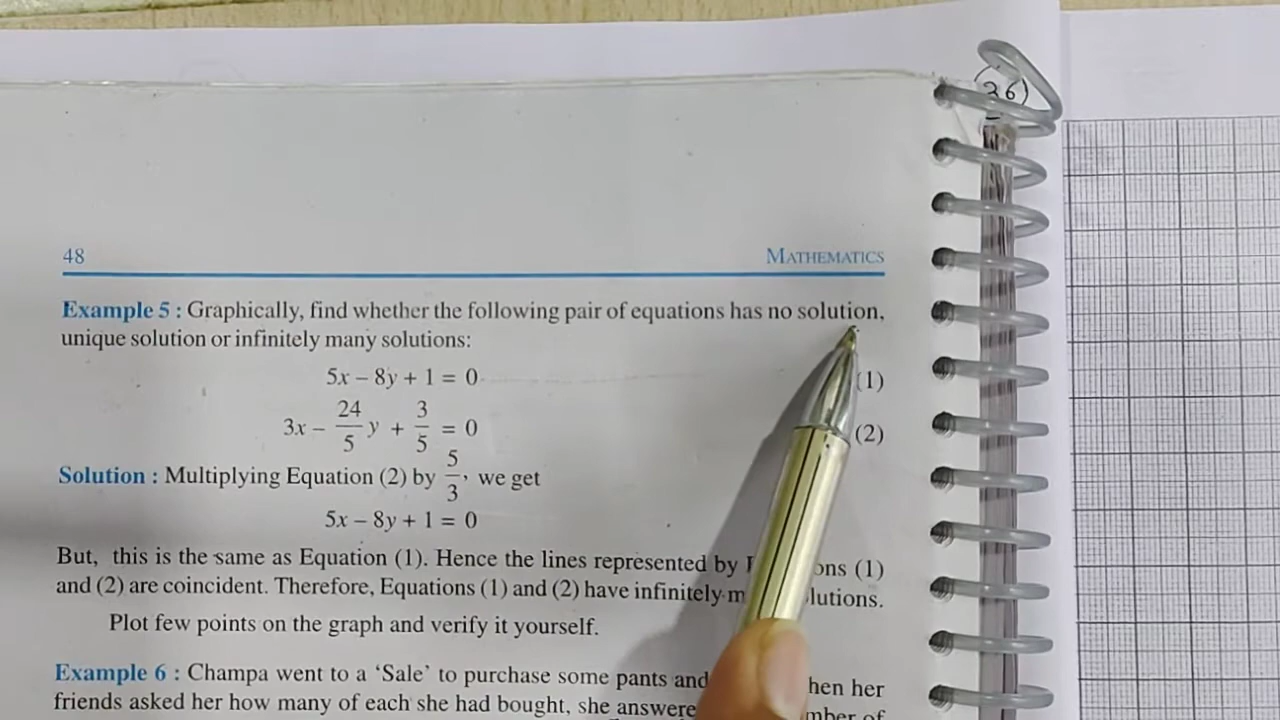 (36)
48 MATHEMATICS
Example 5 : Graphically, find whether the following pair of equations has no solution,
unique solution or infinitely many solutions:
5x – 8y + 1 = 0 (1)
3x – 24/5 y + 3/5 = 0 (2)
Solution : Multiplying Equation (2) by 5/3, we get
5x – 8y + 1 = 0
But, this is the same as Equation (1). Hence the lines represented by ons (1)
and (2) are coincident. Therefore, Equations (1) and (2) have infinitely m lutions.
Plot few points on the graph and verify it yourself.
Example 6 : Champa went to a ‘Sale’ to purchase some pants and hen her
friends asked her how many of each she had bought, she answere mber of